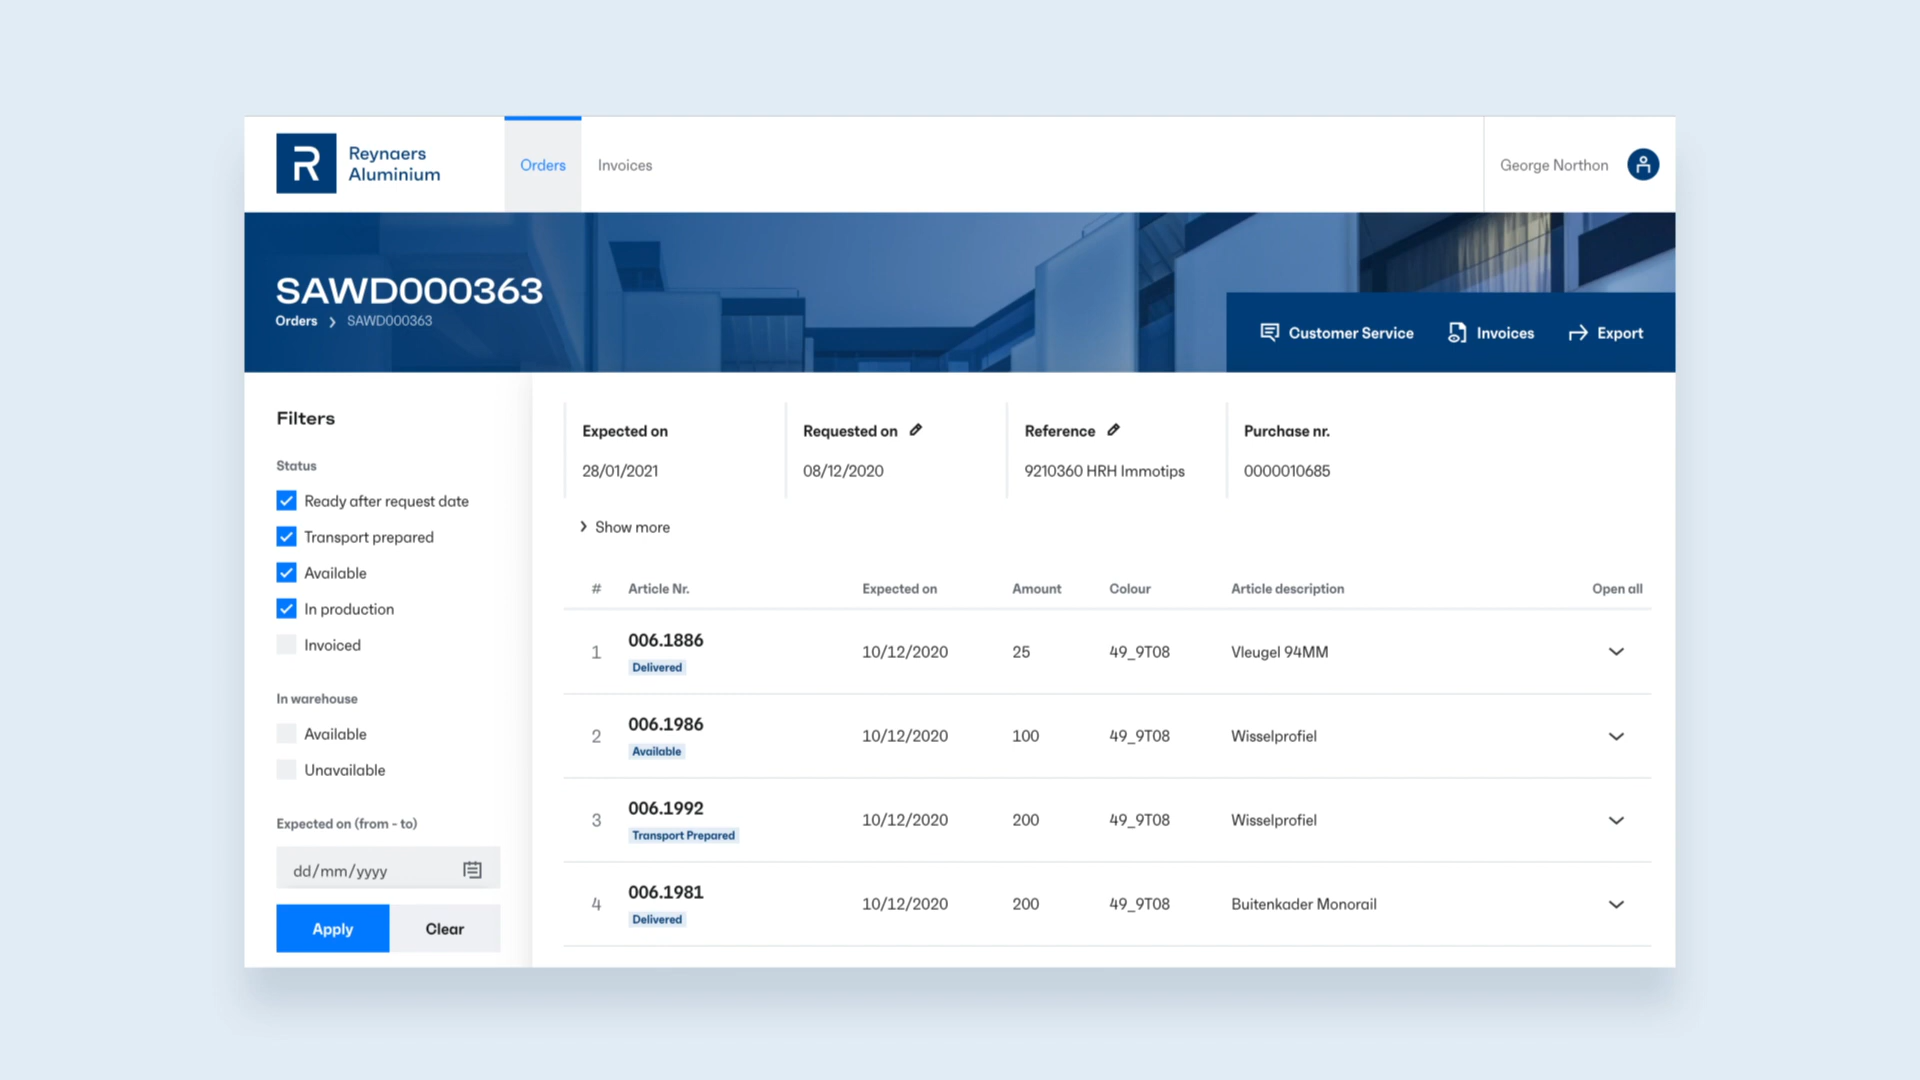 R
Reynaers
Aluminium
Orders
Invoices
George Northon
SAWD000363
Orders
SAWD000363
Customer Service
Invoices
Export
Filters
Status
Ready after request date
Transport prepared
Available
In production
Invoiced
In warehouse
Available
Unavailable
Expected on (from - to)
dd/mm/yyyy
Apply
Clear
Expected on
28/01/2021
Requested on
08/12/2020
Reference
9210360 HRH Immotips
Purchase nr.
0000010685
Show more
# Article Nr. Expected on Amount Colour Article description Open all
1 006.1886 10/12/2020 25 49_9T08 Vleugel 94MM
Delivered
2 006.1986 10/12/2020 100 49_9T08 Wisselprofiel
Available
3 006.1992 10/12/2020 200 49_9T08 Wisselprofiel
Transport Prepared
4 006.1981 10/12/2020 200 49_9T08 Buitenkader Monorail
Delivered